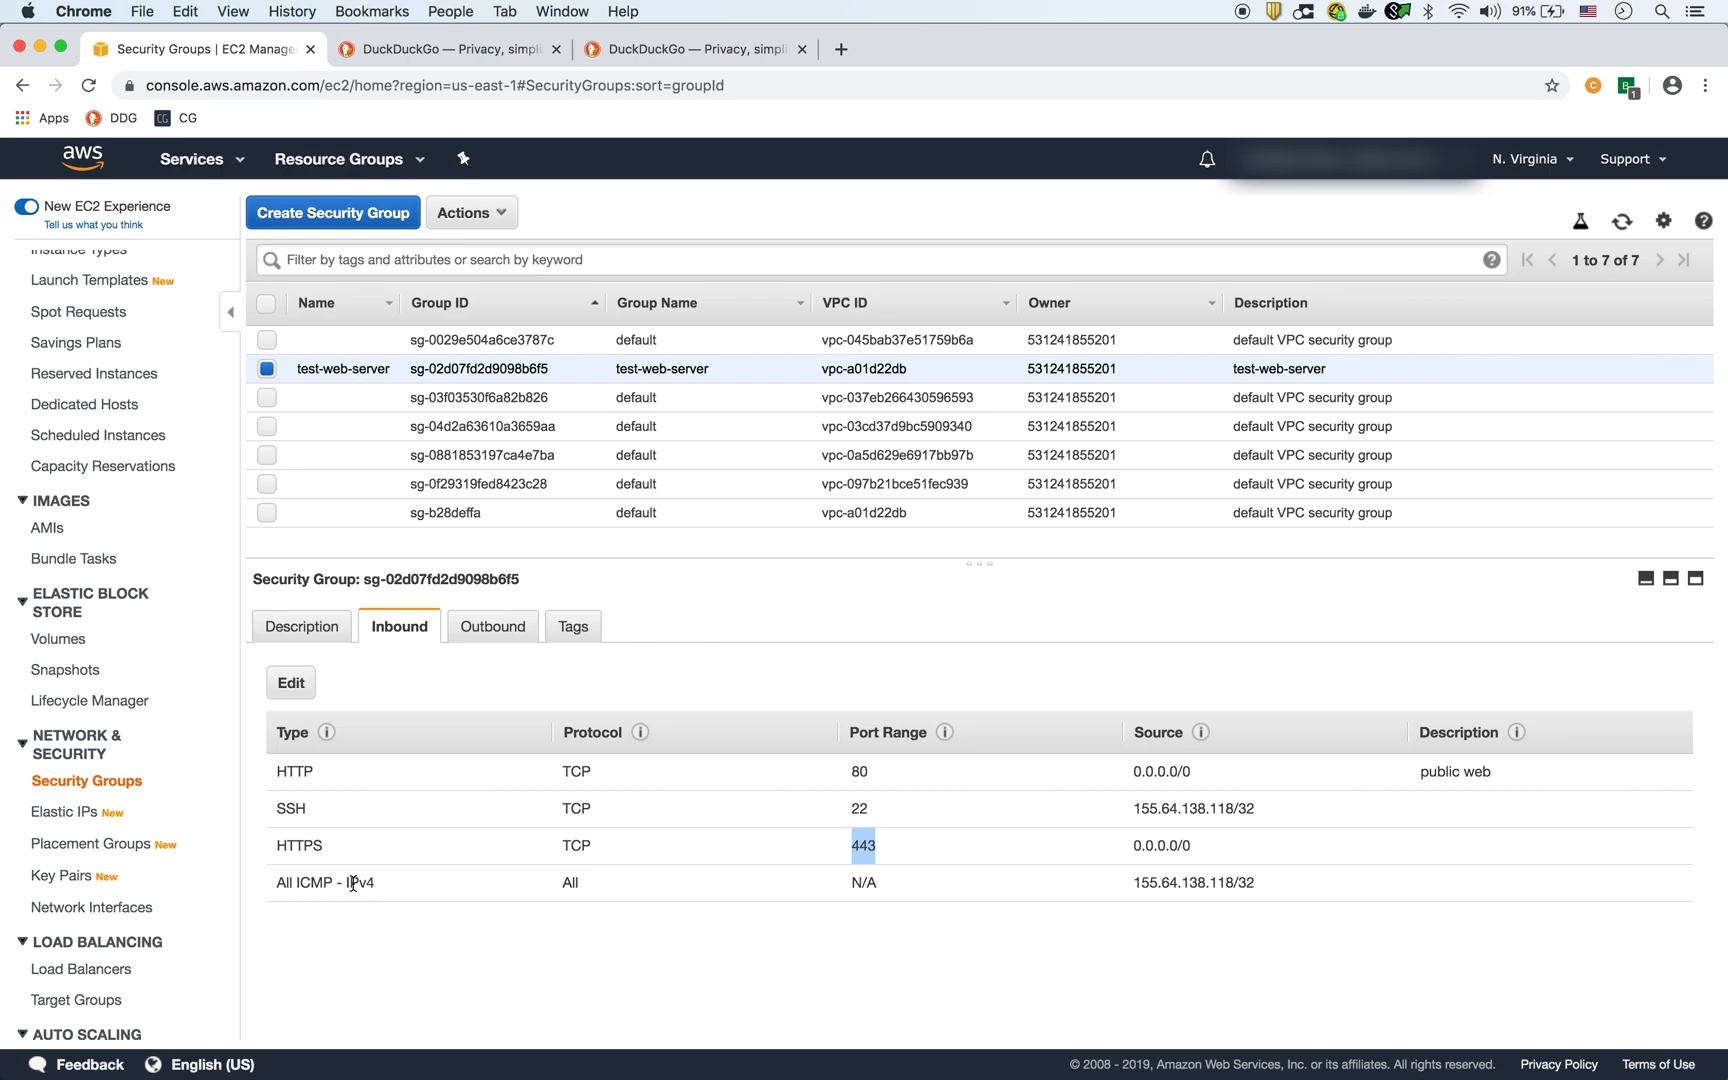 Chrome File Edit View History Bookmarks People Tab Window Help 91%
Security Groups | EC2 Manage DuckDuckGo — Privacy, simpli DuckDuckGo — Privacy, simpli
console.aws.amazon.com/ec2/home?region=us-east-1#SecurityGroups:sort=groupId
Apps DDG CG CG
aws Services Resource Groups N. Virginia Support
New EC2 Experience
Tell us what you think
Instance Types
Launch Templates New
Spot Requests
Savings Plans
Reserved Instances
Dedicated Hosts
Scheduled Instances
Capacity Reservations
IMAGES
AMIs
Bundle Tasks
ELASTIC BLOCK
STORE
Volumes
Snapshots
Lifecycle Manager
NETWORK &
SECURITY
Security Groups
Elastic IPs New
Placement Groups New
Key Pairs New
Network Interfaces
LOAD BALANCING
Load Balancers
Target Groups
AUTO SCALING
Create Security Group Actions
Filter by tags and attributes or search by keyword 1 to 7 of 7
Name Group ID Group Name VPC ID Owner Description
sg-0029e504a6ce3787c default vpc-045bab37e51759b6a 531241855201 default VPC security group
test-web-server sg-02d07fd2d9098b6f5 test-web-server vpc-a01d22db 531241855201 test-web-server
sg-03f03530f6a82b826 default vpc-037eb266430596593 531241855201 default VPC security group
sg-04d2a63610a3659aa default vpc-03cd37d9bc5909340 531241855201 default VPC security group
sg-0881853197ca4e7ba default vpc-0a5d629e6917bb97b 531241855201 default VPC security group
sg-0f29319fed8423c28 default vpc-097b21bce51fec939 531241855201 default VPC security group
sg-b28deffa default vpc-a01d22db 531241855201 default VPC security group
Security Group: sg-02d07fd2d9098b6f5
Description Inbound Outbound Tags
Edit
Type Protocol Port Range Source Description
HTTP TCP 80 0.0.0.0/0 public web
SSH TCP 22 155.64.138.118/32
HTTPS TCP 443 0.0.0.0/0
All ICMP - IPv4 All N/A 155.64.138.118/32
Feedback English (US) © 2008 - 2019, Amazon Web Services, Inc. or its affiliates. All rights reserved. Privacy Policy Terms of Use